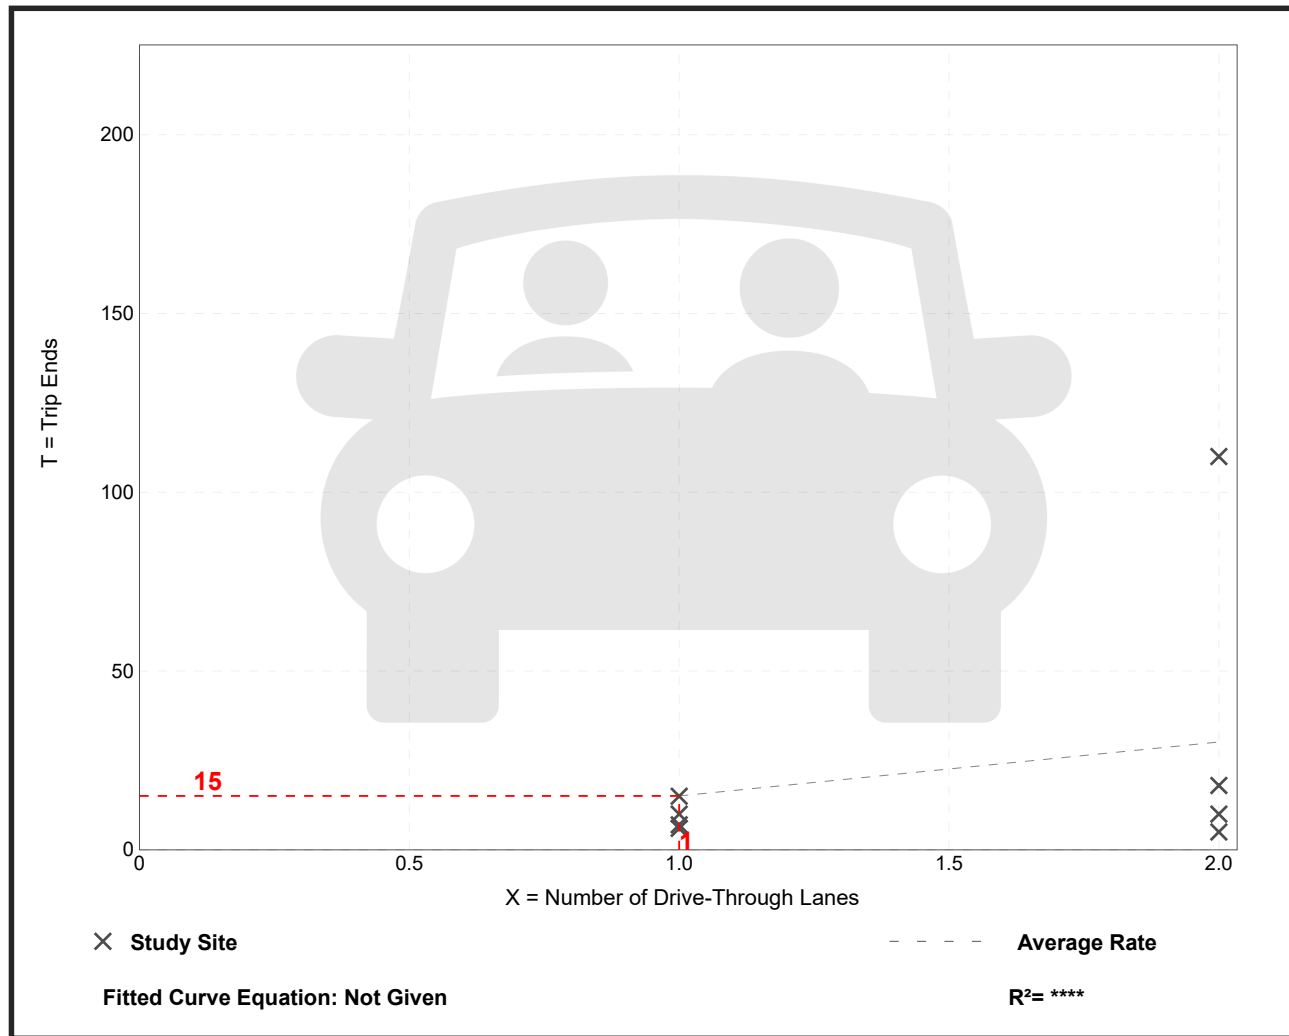 200
150
T = Trip Ends
100
50
15
1
0
0 0.5 1.0 1.5 2.0
X = Number of Drive-Through Lanes
Study Site
Average Rate
Fitted Curve Equation: Not Given
R²= ****